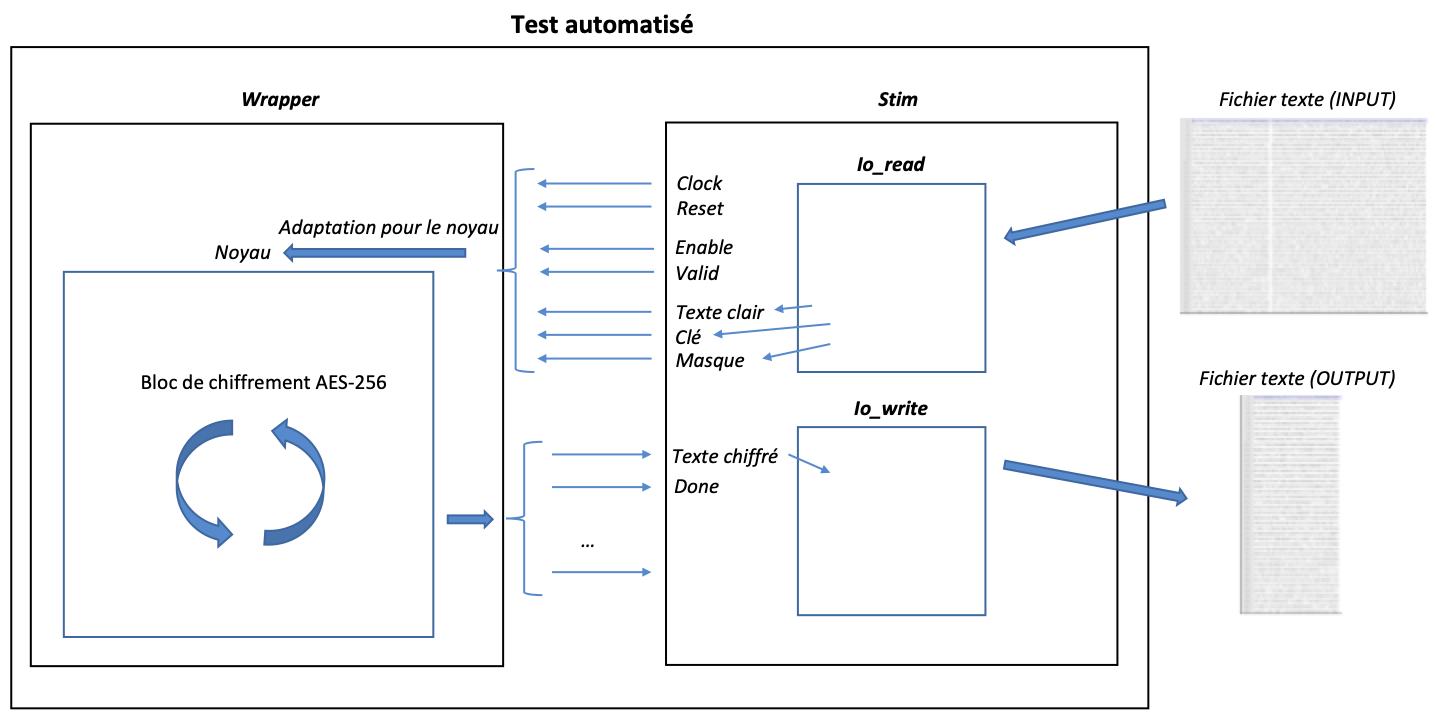 Test automatisé
Wrapper
Stim
Fichier texte (INPUT)
Io_read
Clock
Reset
Adaptation pour le noyau
Noyau
Enable
Valid
Texte clair
Clé
Masque
Bloc de chiffrement AES-256
Fichier texte (OUTPUT)
Io_write
Texte chiffré
Done
...